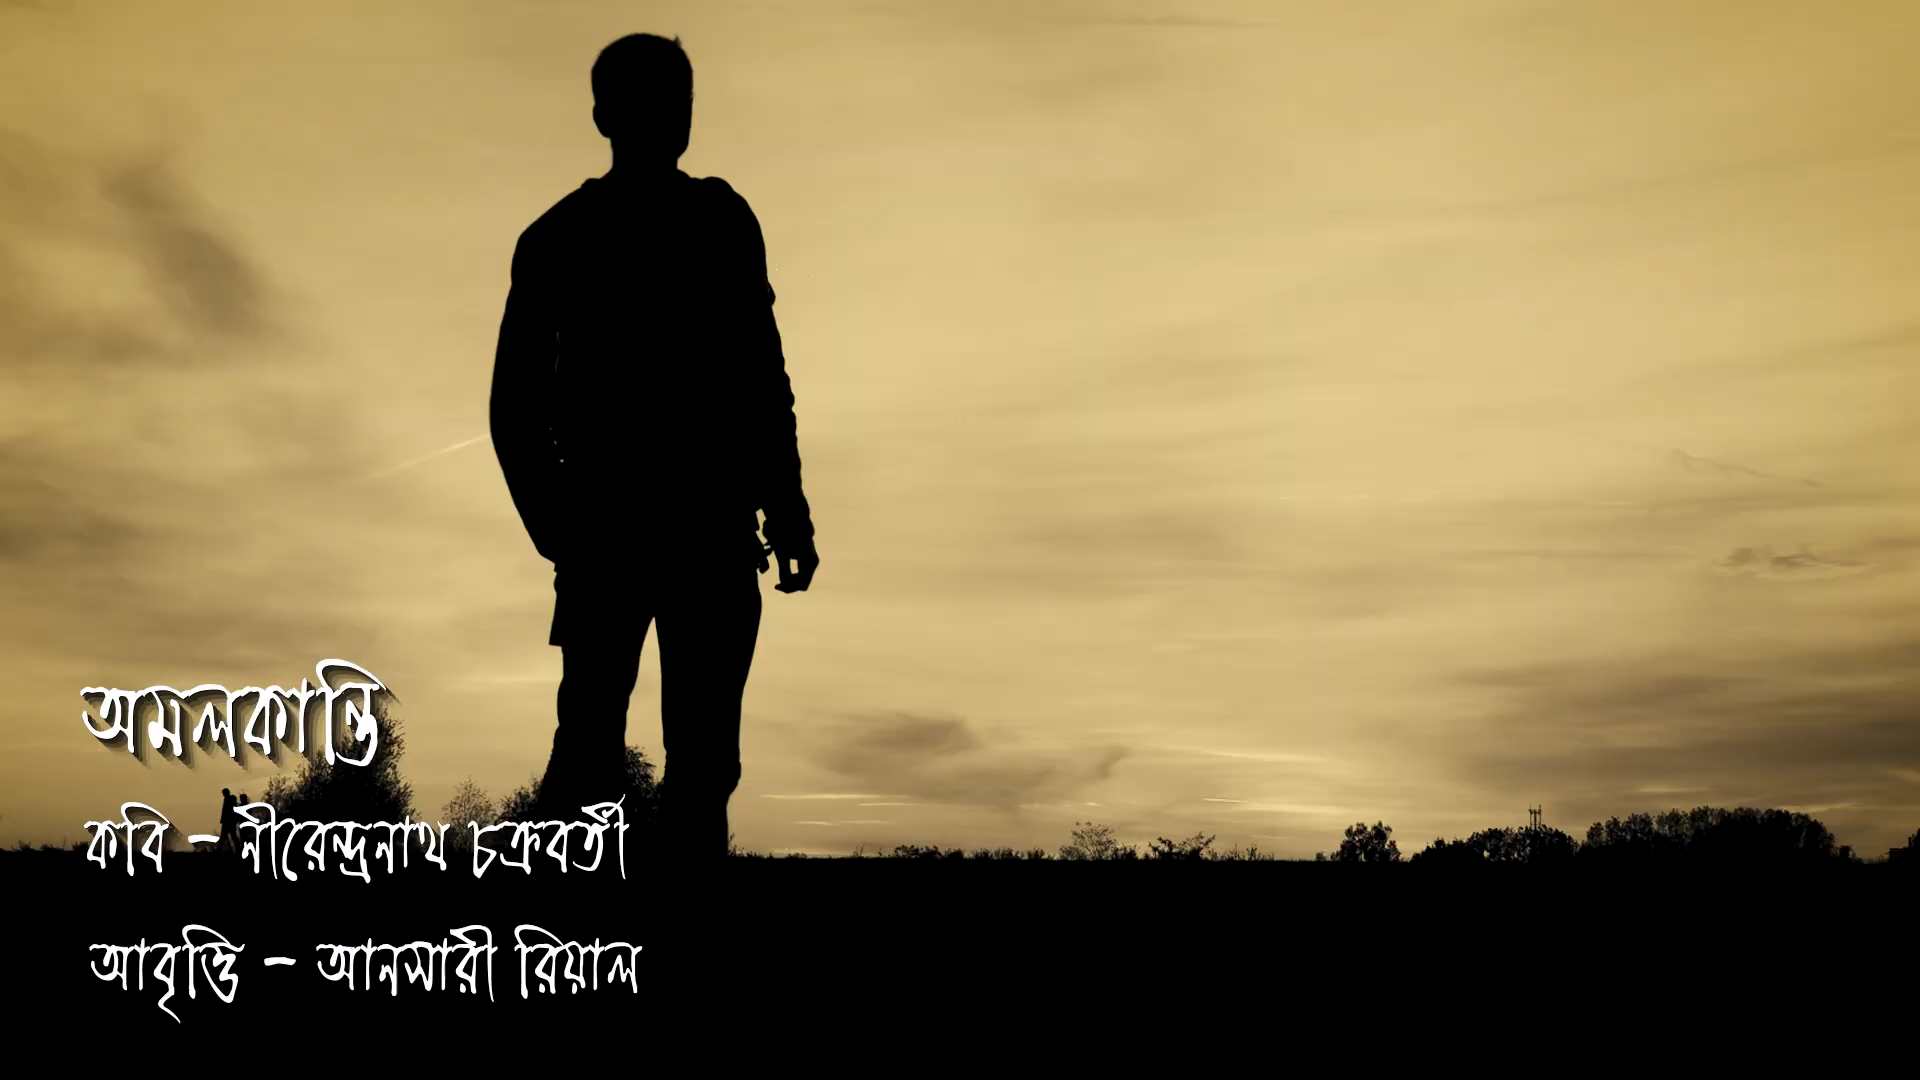 অমলকান্তি
কবি - নীরেন্দ্রনাথ চক্রবর্তী
আবৃত্তি - আনসারী রিয়াল